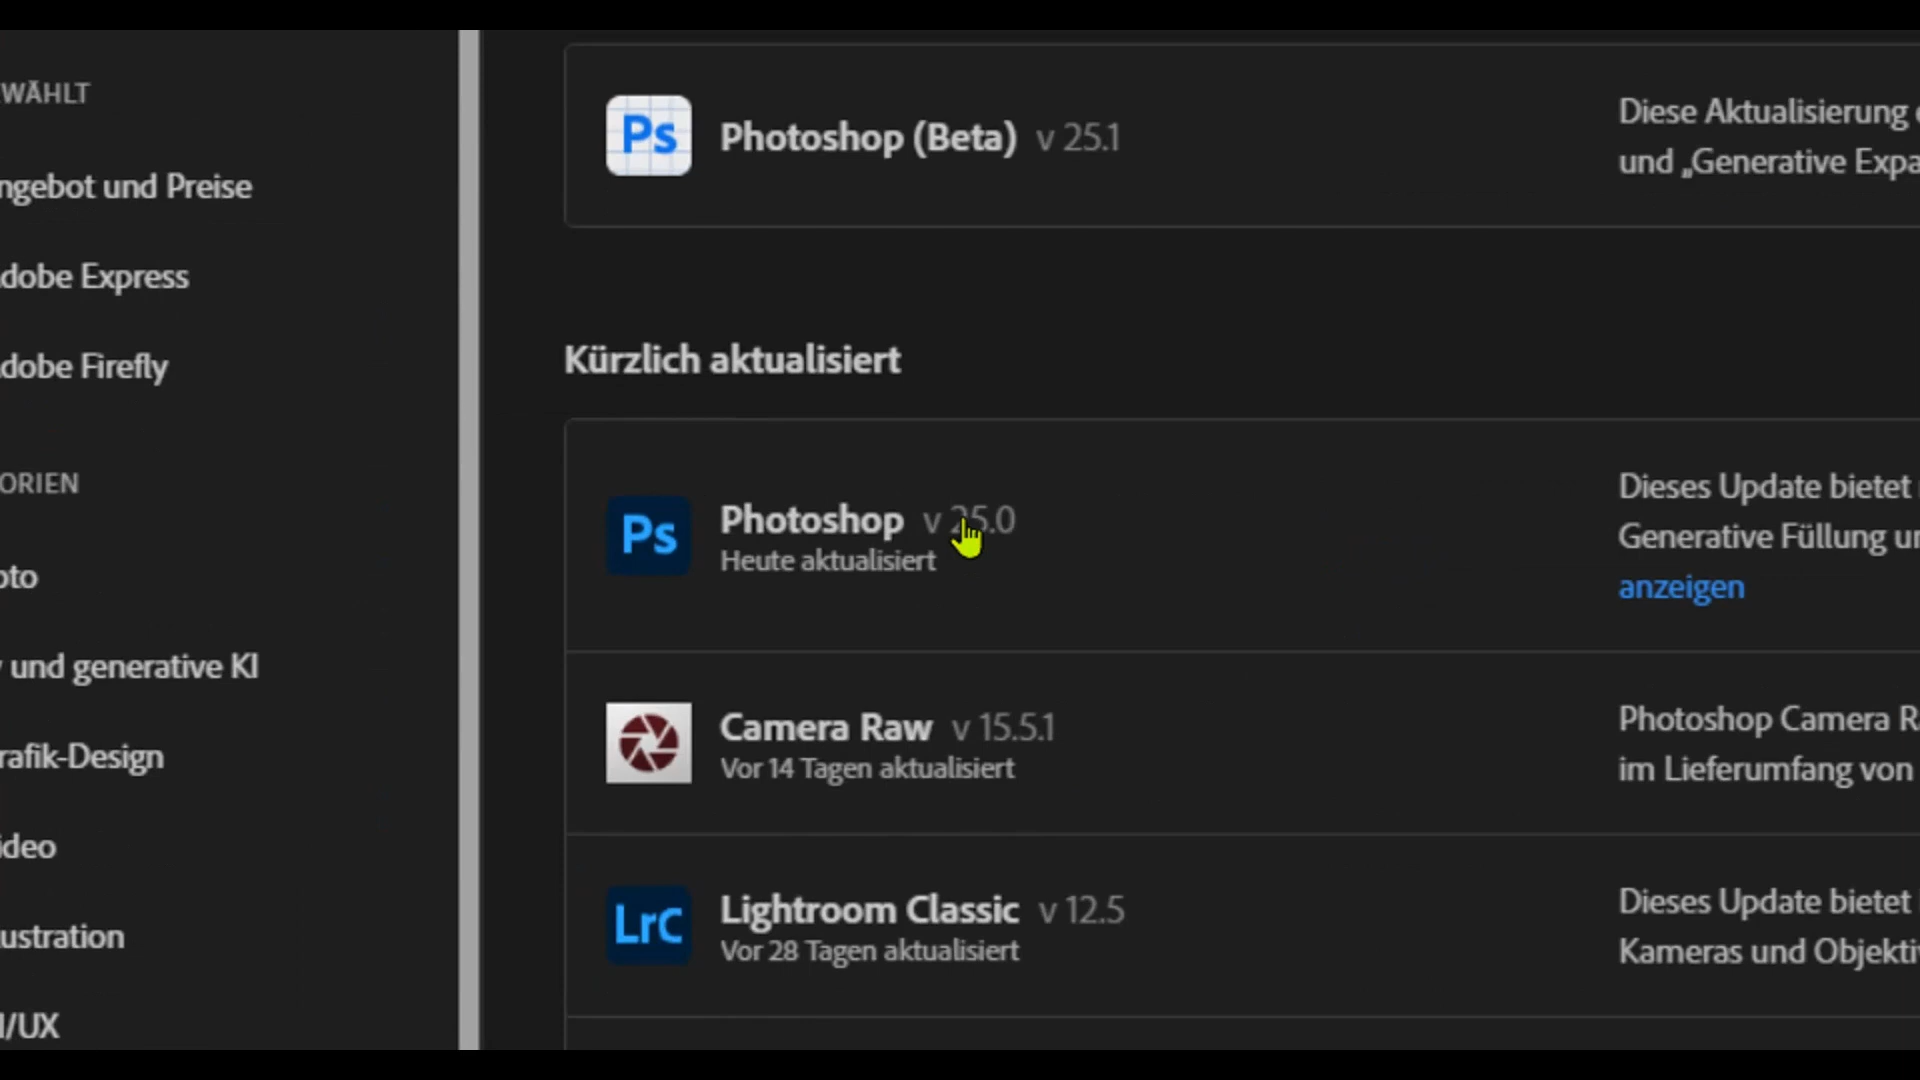 WÄHLT
ngebot und Preise
dobe Express
dobe Firefly
ORIEN
oto
und generative KI
rafik-Design
ideo
ustration
I/UX
Ps Photoshop (Beta) v 25.1
Diese Aktualisierung
und „Generative Expa
Kürzlich aktualisiert
Ps Photoshop v 25.0
Heute aktualisiert
Dieses Update bietet
Generative Füllung un
anzeigen
Camera Raw v 15.5.1
Vor 14 Tagen aktualisiert
Photoshop Camera Ra
im Lieferumfang von
LrC Lightroom Classic v 12.5
Vor 28 Tagen aktualisiert
Dieses Update bietet
Kameras und Objektiv